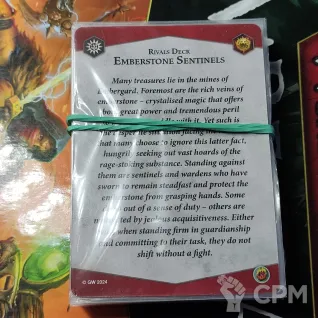 Rivals Deck
Emberstone Sentinels
Many treasures lie in the mines of
Embergard. Foremost are the rich veins of
emberstone – crystalised magic that offers
both great power and tremendous peril
with it. Yet such is
the desperate situation facing the
that many choose to ignore this latter fact,
hungrily seeking out vast hoards of the
rage-stoking substance. Standing against
them are sentinels and wardens who have
sworn to remain steadfast and protect the
emberstone from grasping hands. Some
out of a sense of duty – others are
by jealous acquisitiveness. Either
when standing firm in guardianship
and committing to their task, they do not
shift without a fight.
© GW 2024
CPM